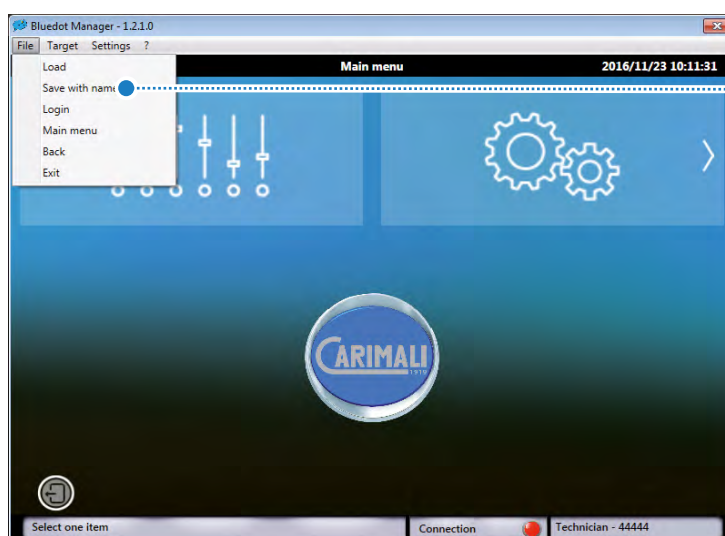 Bluedot Manager - 1.2.1.0
File Target Settings ?
Main menu 2016/11/23 10:11:31
Load
Save with name
Login
Main menu
Back
Exit
CARIMALI
1919
Select one item Connection Technician - 44444